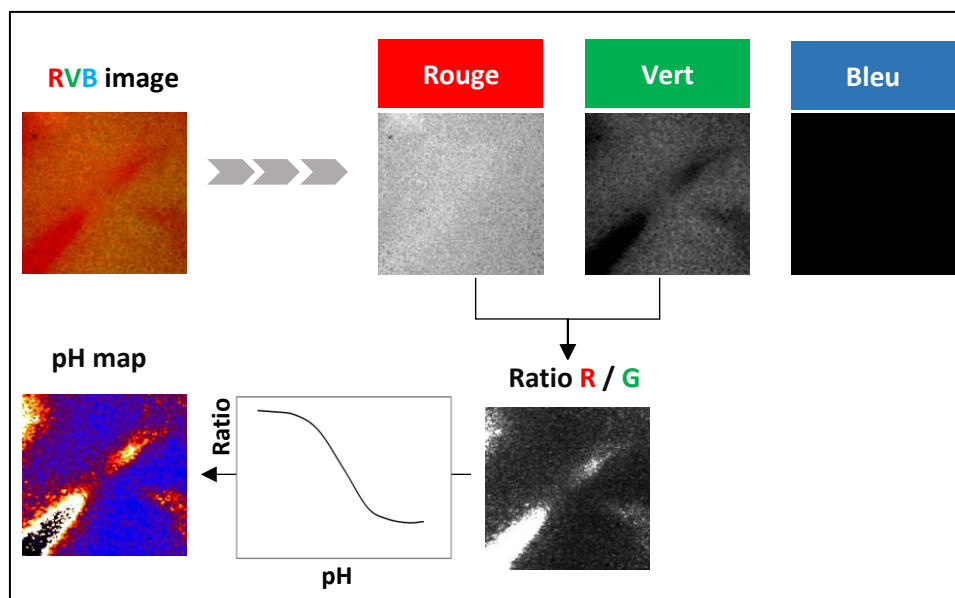 RVB image
Rouge
Vert
Bleu
Ratio R / G
pH map
Ratio
pH